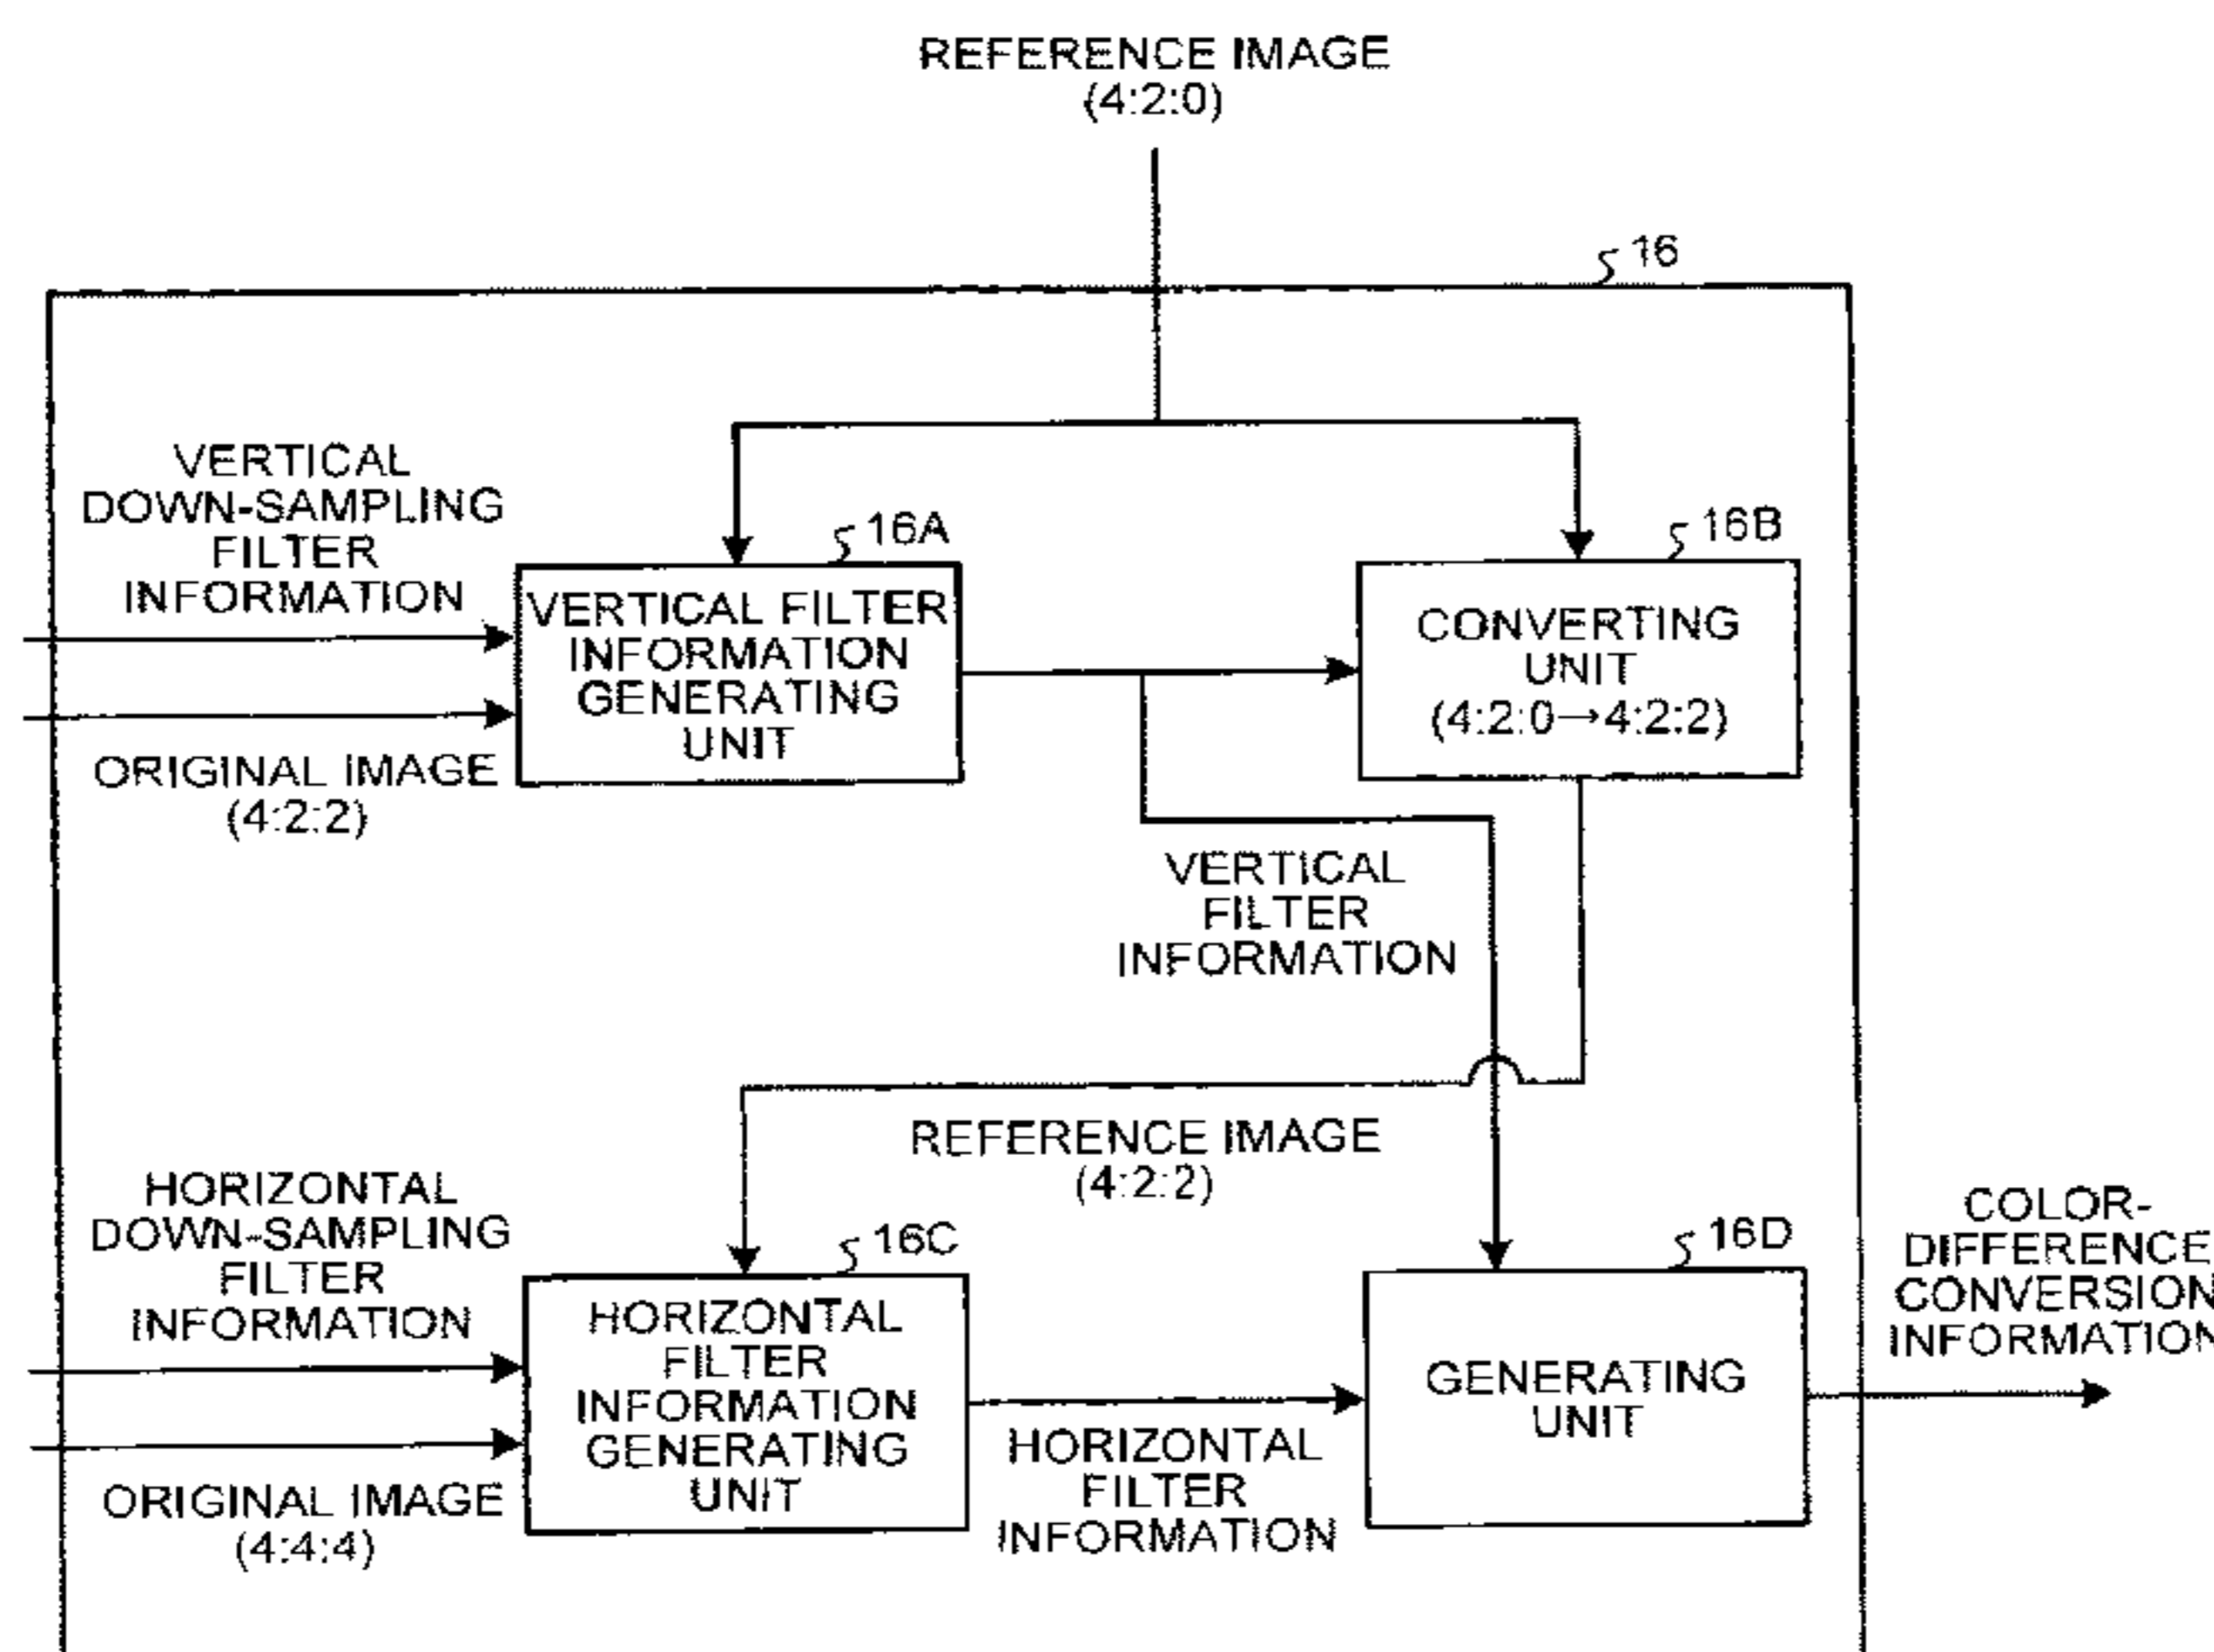 REFERENCE IMAGE
(4:2:0)
16
VERTICAL
DOWN-SAMPLING
FILTER
INFORMATION
16A
VERTICAL FILTER
INFORMATION
GENERATING
UNIT
16B
CONVERTING
UNIT
(4:2:0→4:2:2)
ORIGINAL IMAGE
(4:2:2)
VERTICAL
FILTER
INFORMATION
REFERENCE IMAGE
(4:2:2)
HORIZONTAL
DOWN-SAMPLING
FILTER
INFORMATION
16C
HORIZONTAL
FILTER
INFORMATION
GENERATING
UNIT
16D
GENERATING
UNIT
COLOR-
DIFFERENCE
CONVERSION
INFORMATION
HORIZONTAL
FILTER
INFORMATION
ORIGINAL IMAGE
(4:4:4)